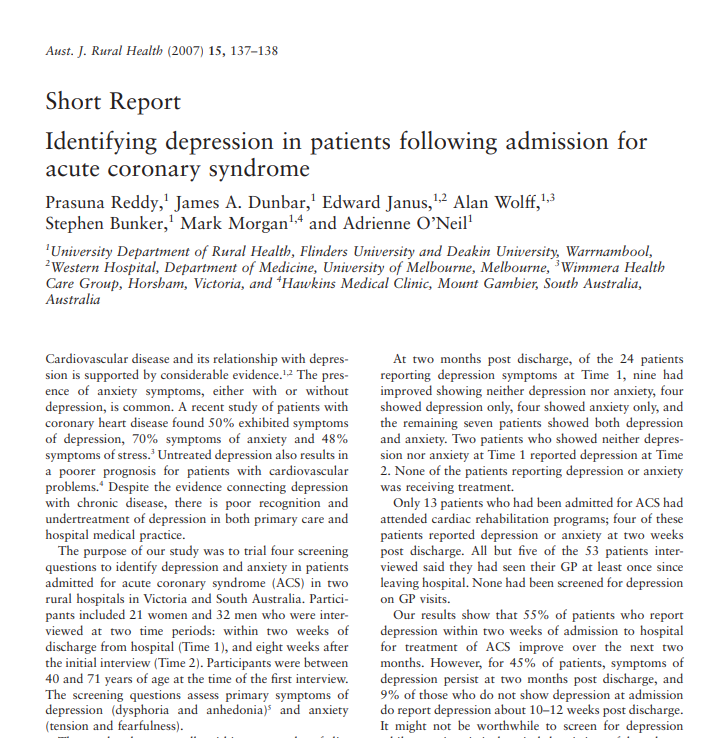 Aust. J. Rural Health (2007) 15, 137–138
Short Report
Identifying depression in patients following admission for
acute coronary syndrome
Prasuna Reddy,¹ James A. Dunbar,¹ Edward Janus,¹,² Alan Wolff,¹,³
Stephen Bunker,¹ Mark Morgan¹,⁴ and Adrienne O’Neil¹
¹University Department of Rural Health, Flinders University and Deakin University, Warrnambool,
²Western Hospital, Department of Medicine, University of Melbourne, Melbourne, ³Wimmera Health
Care Group, Horsham, Victoria, and ⁴Hawkins Medical Clinic, Mount Gambier, South Australia,
Australia
Cardiovascular disease and its relationship with depres-
sion is supported by considerable evidence.¹,² The pres-
ence of anxiety symptoms, either with or without
depression, is common. A recent study of patients with
coronary heart disease found 50% exhibited symptoms
of depression, 70% symptoms of anxiety and 48%
symptoms of stress.³ Untreated depression also results in
a poorer prognosis for patients with cardiovascular
problems.⁴ Despite the evidence connecting depression
with chronic disease, there is poor recognition and
undertreatment of depression in both primary care and
hospital medical practice.
The purpose of our study was to trial four screening
questions to identify depression and anxiety in patients
admitted for acute coronary syndrome (ACS) in two
rural hospitals in Victoria and South Australia. Partici-
pants included 21 women and 32 men who were inter-
viewed at two time periods: within two weeks of
discharge from hospital (Time 1), and eight weeks after
the initial interview (Time 2). Participants were between
40 and 71 years of age at the time of the first interview.
The screening questions assess primary symptoms of
depression (dysphoria and anhedonia)⁵ and anxiety
(tension and fearfulness).
At two months post discharge, of the 24 patients
reporting depression symptoms at Time 1, nine had
improved showing neither depression nor anxiety, four
showed depression only, four showed anxiety only, and
the remaining seven patients showed both depression
and anxiety. Two patients who showed neither depres-
sion nor anxiety at Time 1 reported depression at Time
2. None of the patients reporting depression or anxiety
was receiving treatment.
Only 13 patients who had been admitted for ACS had
attended cardiac rehabilitation programs; four of these
patients reported depression or anxiety at two weeks
post discharge. All but five of the 53 patients inter-
viewed said they had seen their GP at least once since
leaving hospital. None had been screened for depression
on GP visits.
Our results show that 55% of patients who report
depression within two weeks of admission to hospital
for treatment of ACS improve over the next two
months. However, for 45% of patients, symptoms of
depression persist at two months post discharge, and
9% of those who do not show depression at admission
do report depression about 10–12 weeks post discharge.
It might not be worthwhile to screen for depression